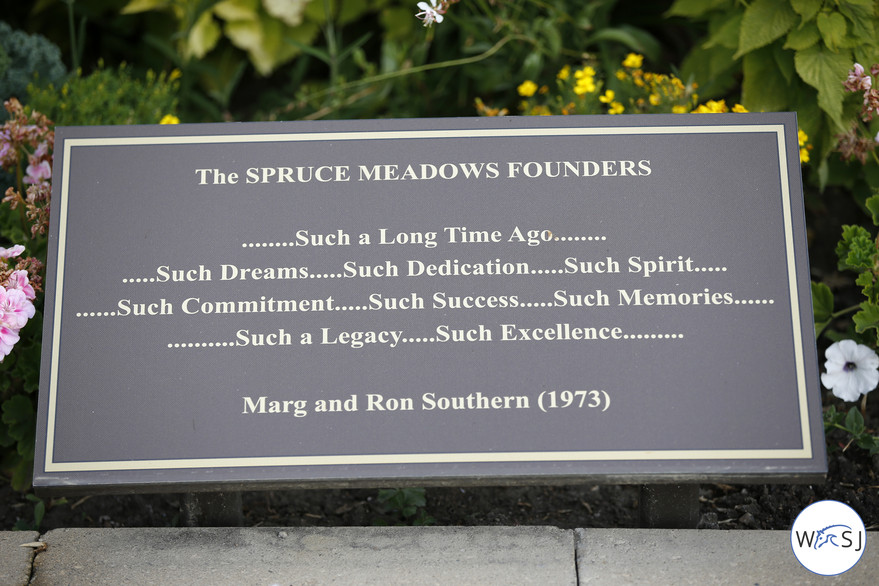 The SPRUCE MEADOWS FOUNDERS
........Such a Long Time Ago........
.....Such Dreams.....Such Dedication.....Such Spirit.....
......Such Commitment.....Such Success.....Such Memories......
..........Such a Legacy.....Such Excellence.........
Marg and Ron Southern (1973)
W SJ